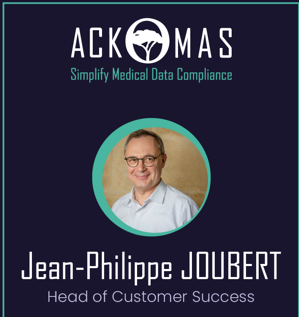 ACKOMAS
Simplify Medical Data Compliance
Jean-Philippe JOUBERT
Head of Customer Success